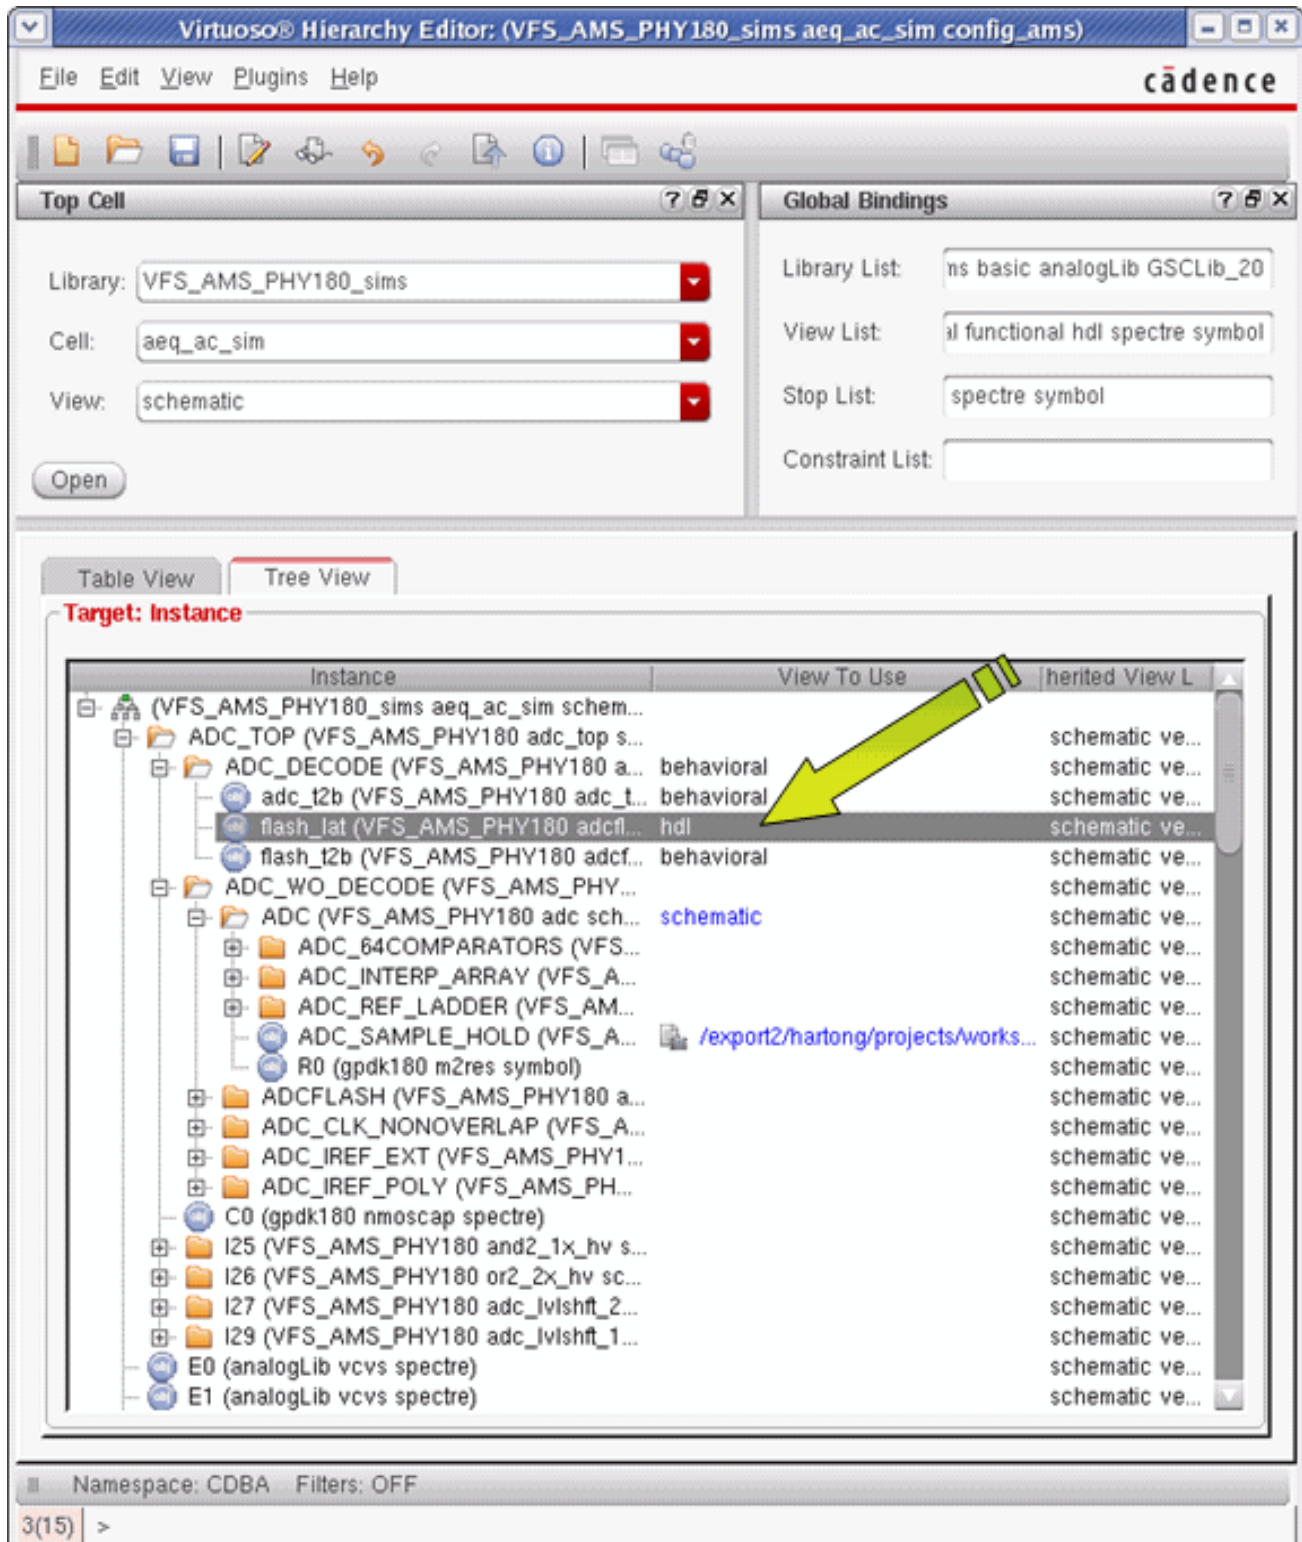 Virtuoso® Hierarchy Editor: (VFS_AMS_PHY180_sims aeq_ac_sim config_ams)
File Edit View Plugins Help
cādence
Top Cell
Global Bindings
Library: VFS_AMS_PHY180_sims
Library List: ns basic analogLib GSCLib_20
Cell: aeq_ac_sim
View List: al functional hdl spectre symbol
View: schematic
Stop List: spectre symbol
Constraint List:
Open
Table View Tree View
Target: Instance
Instance View To Use herited View L
(VFS_AMS_PHY180_sims aeq_ac_sim schem...
ADC_TOP (VFS_AMS_PHY180 adc_top s... schematic ve...
ADC_DECODE (VFS_AMS_PHY180 a... behavioral schematic ve...
adc_t2b (VFS_AMS_PHY180 adc_t... behavioral schematic ve...
flash_lat (VFS_AMS_PHY180 adcfl... hdl schematic ve...
flash_t2b (VFS_AMS_PHY180 adcf... behavioral schematic ve...
ADC_WO_DECODE (VFS_AMS_PHY... schematic ve...
ADC (VFS_AMS_PHY180 adc sch... schematic schematic ve...
ADC_64COMPARATORS (VFS... schematic ve...
ADC_INTERP_ARRAY (VFS_A... schematic ve...
ADC_REF_LADDER (VFS_AM... schematic ve...
ADC_SAMPLE_HOLD (VFS_A... /export2/hartong/projects/works... schematic ve...
R0 (gpdk180 m2res symbol) schematic ve...
ADCFLASH (VFS_AMS_PHY180 a... schematic ve...
ADC_CLK_NONOVERLAP (VFS_A... schematic ve...
ADC_IREF_EXT (VFS_AMS_PHY1... schematic ve...
ADC_IREF_POLY (VFS_AMS_PH... schematic ve...
C0 (gpdk180 nmoscap spectre) schematic ve...
I25 (VFS_AMS_PHY180 and2_1x_hv s... schematic ve...
I26 (VFS_AMS_PHY180 or2_2x_hv sc... schematic ve...
I27 (VFS_AMS_PHY180 adc_lvlshft_2... schematic ve...
I29 (VFS_AMS_PHY180 adc_lvlshft_1... schematic ve...
E0 (analogLib vcvs spectre) schematic ve...
E1 (analogLib vcvs spectre) schematic ve...
Namespace: CDBA Filters: OFF
3(15) >